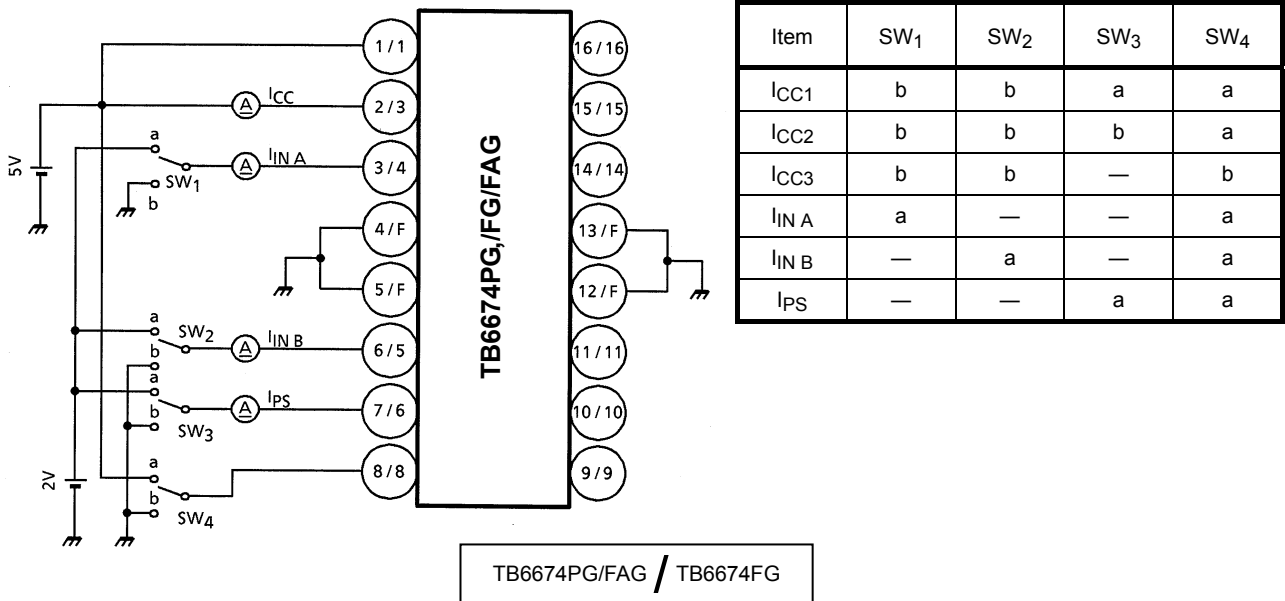 1 / 1
16 / 16
A
ICC
2 / 3
15 / 15
5V
a
SW1
b
A
IIN A
3 / 4
14 / 14
4 / F
13 / F
5 / F
12 / F
TB6674PG,/FG/FAG
a
SW2
b
A
IIN B
6 / 5
11 / 11
a
b
SW3
A
IPS
7 / 6
10 / 10
2V
a
b
SW4
8 / 8
9 / 9
TB6674PG/FAG / TB6674FG
Item SW1 SW2 SW3 SW4
ICC1 b b a a
ICC2 b b b a
ICC3 b b — b
IIN A a — — a
IIN B — a — a
IPS — — a a